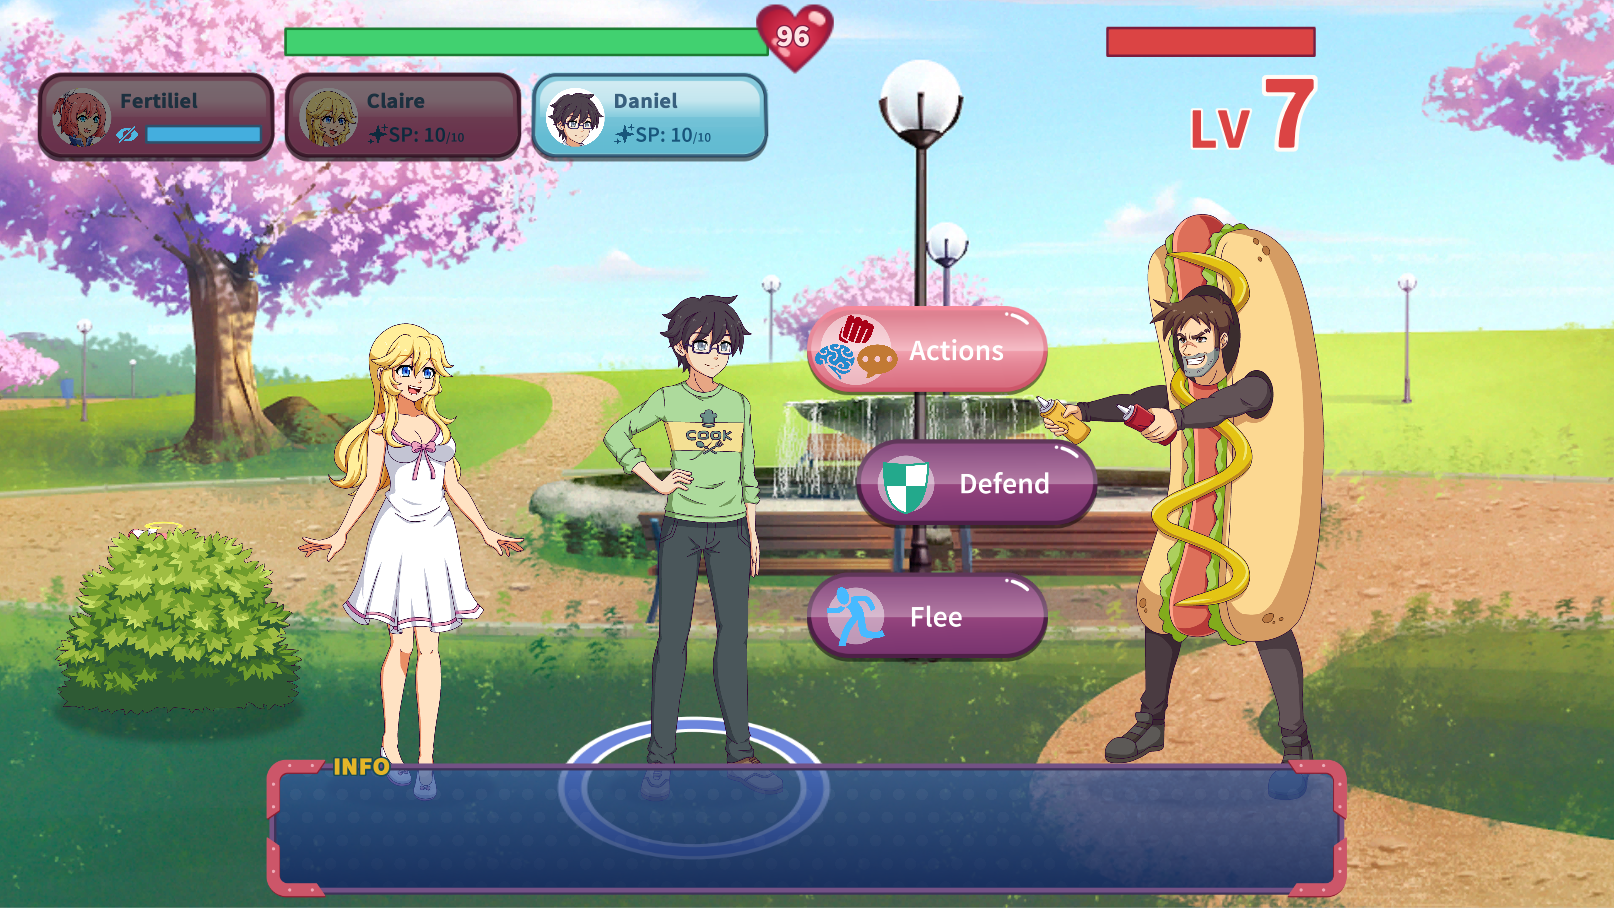 96
Fertiliel
Claire
SP: 10/10
Daniel
SP: 10/10
LV 7
COOK
Actions
Defend
Flee
INFO